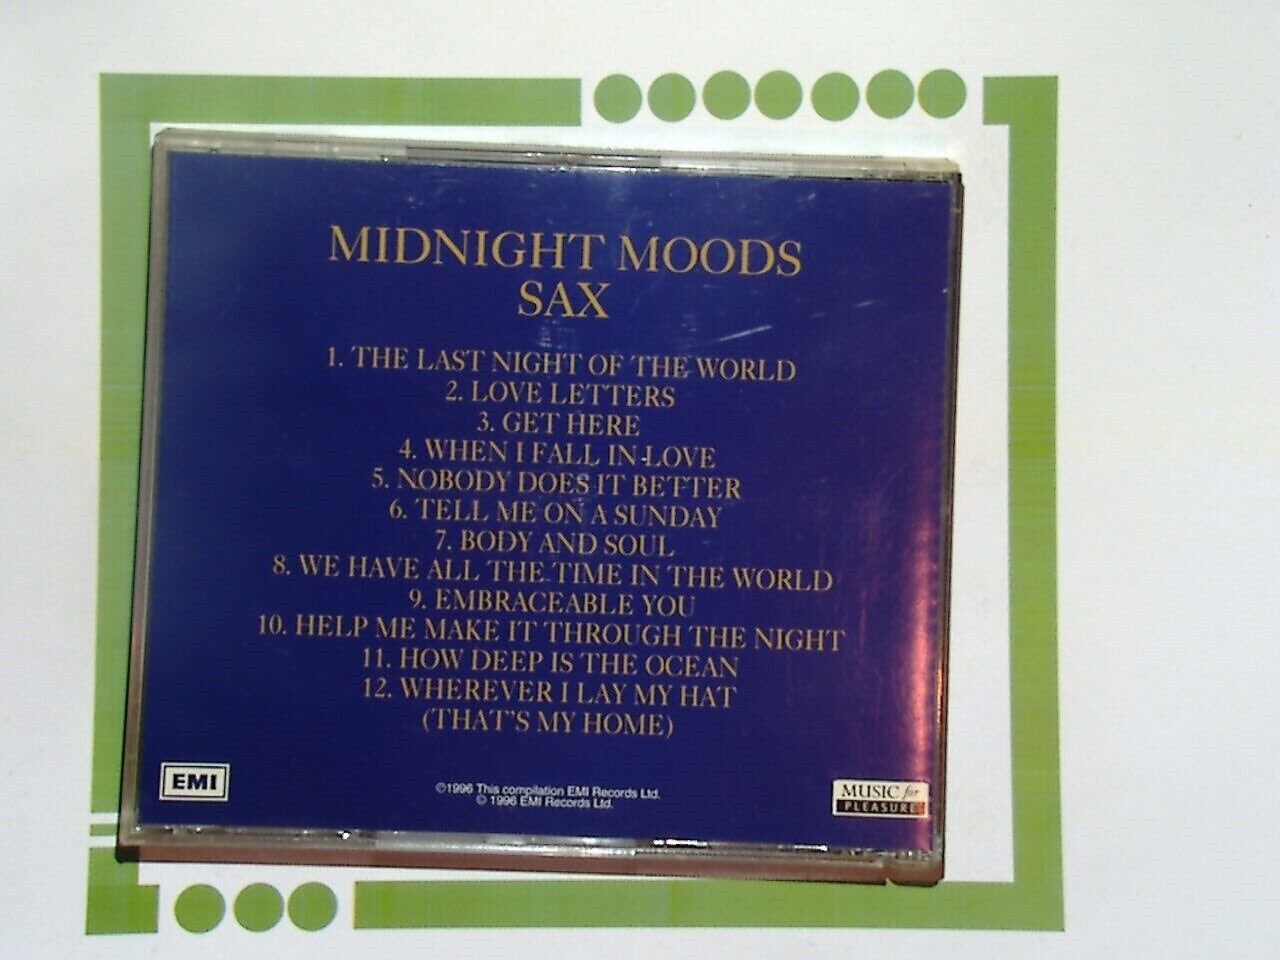 MIDNIGHT MOODS
SAX
1. THE LAST NIGHT OF THE WORLD
2. LOVE LETTERS
3. GET HERE
4. WHEN I FALL IN LOVE
5. NOBODY DOES IT BETTER
6. TELL ME ON A SUNDAY
7. BODY AND SOUL
8. WE HAVE ALL THE TIME IN THE WORLD
9. EMBRACEABLE YOU
10. HELP ME MAKE IT THROUGH THE NIGHT
11. HOW DEEP IS THE OCEAN
12. WHEREVER I LAY MY HAT
(THAT'S MY HOME)
EMI
℗1996 This compilation EMI Records Ltd.
© 1996 EMI Records Ltd.
MUSIC for
PLEASURE